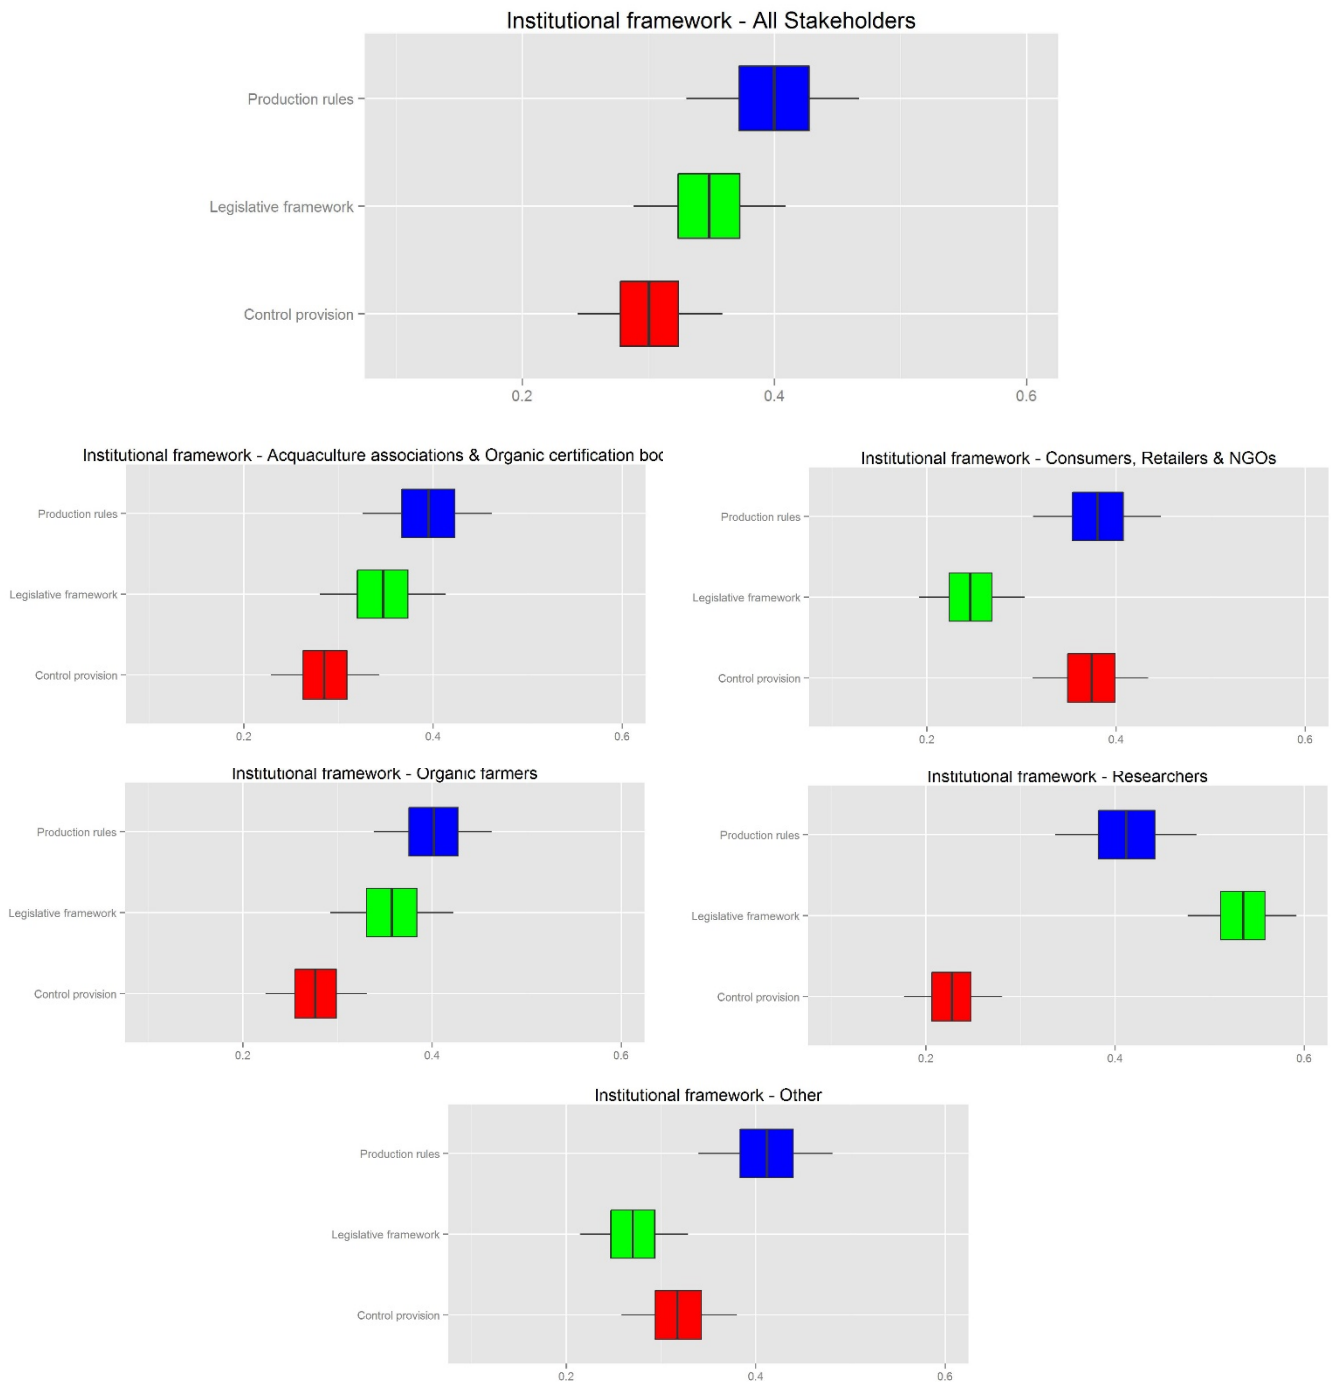 Institutional framework - All Stakeholders
Production rules
Legislative framework
Control provision
0.2 0.4 0.6
Institutional framework - Acquaculture associations & Organic certification boc
Production rules
Legislative framework
Control provision
0.2 0.4 0.6
Institutional framework - Consumers, Retailers & NGOs
Production rules
Legislative framework
Control provision
0.2 0.4 0.6
Institutional framework - Organic farmers
Production rules
Legislative framework
Control provision
0.2 0.4 0.6
Institutional framework - Researchers
Production rules
Legislative framework
Control provision
0.2 0.4 0.6
Institutional framework - Other
Production rules
Legislative framework
Control provision
0.2 0.4 0.6